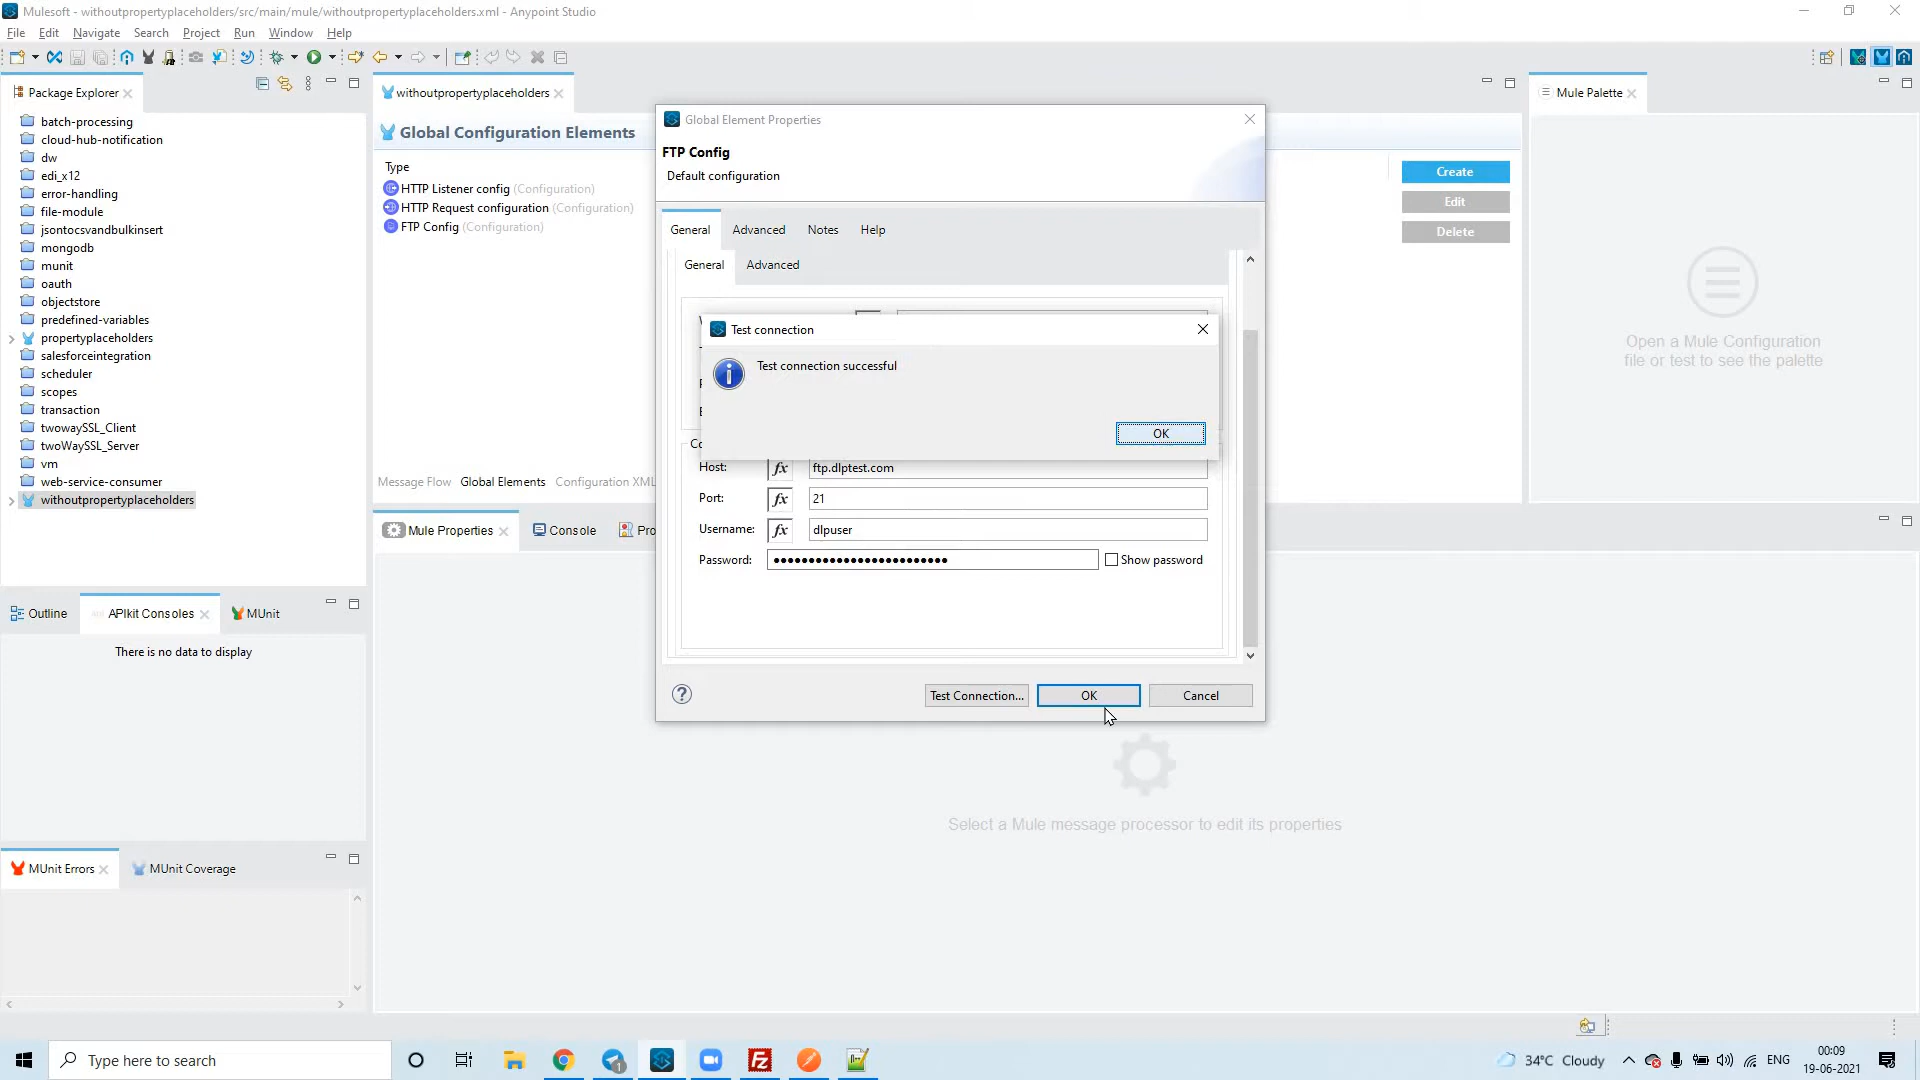 Mulesoft - withoutpropertyplaceholders/src/main/mule/withoutpropertyplaceholders.xml - Anypoint Studio
File Edit Navigate Search Project Run Window Help
Package Explorer
batch-processing
cloud-hub-notification
dw
edi_x12
error-handling
file-module
jsontocsvandbulkinsert
mongodb
munit
oauth
objectstore
predefined-variables
propertyplaceholders
salesforceintegration
scheduler
scopes
transaction
twowaySSL_Client
twoWaySSL_Server
vm
web-service-consumer
withoutpropertyplaceholders
Outline APIkit Consoles MUnit
There is no data to display
MUnit Errors MUnit Coverage
withoutpropertyplaceholders
Global Configuration Elements
Type
HTTP Listener config (Configuration)
HTTP Request configuration (Configuration)
FTP Config (Configuration)
Create
Edit
Delete
Message Flow Global Elements Configuration XML
Mule Properties Console Pro
Select a Mule message processor to edit its properties
Mule Palette
Open a Mule Configuration
file or test to see the palette
Global Element Properties
FTP Config
Default configuration
General Advanced Notes Help
General Advanced
Test connection
Test connection successful
OK
Co
Host: fx ftp.dlptest.com
Port: fx 21
Username: fx dlpuser
Password: ••••••••••••••••••••••••• Show password
? Test Connection... OK Cancel
Type here to search
34°C Cloudy
ENG
00:09
19-06-2021